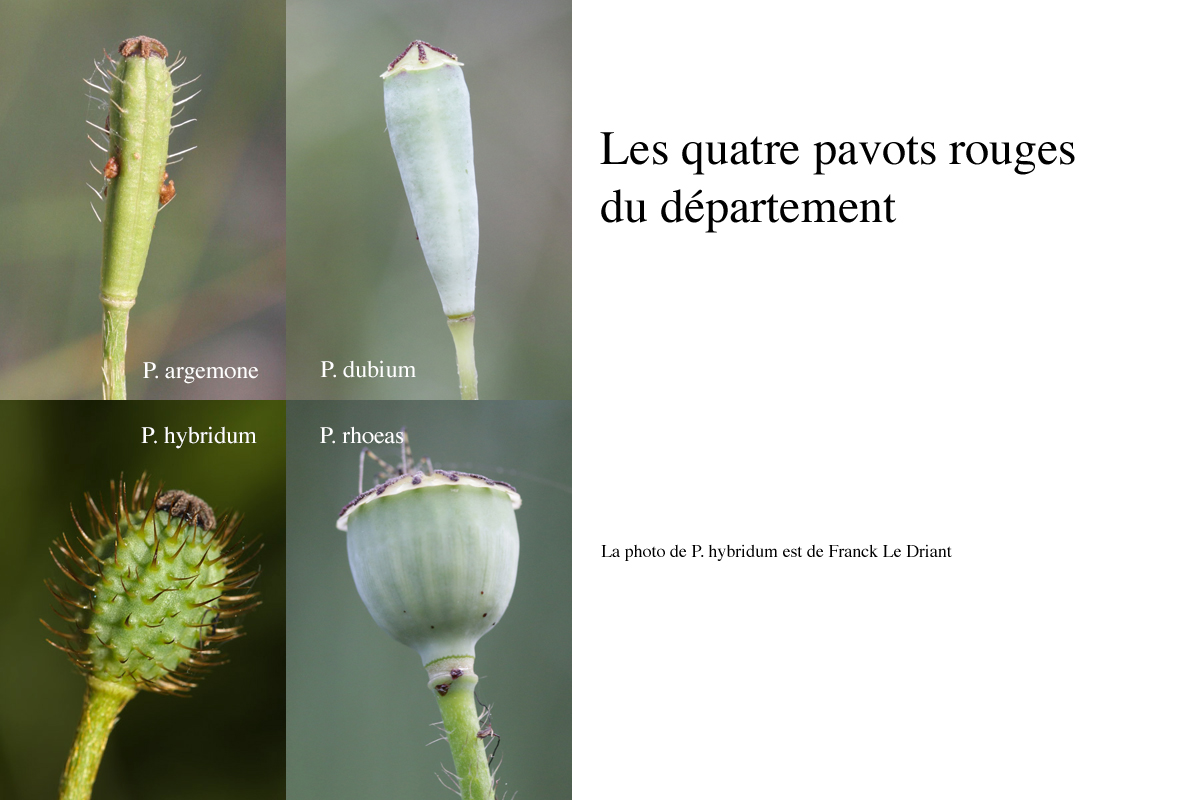 Les quatre pavots rouges
du département
P. argemone
P. dubium
P. hybridum
P. rhoeas
La photo de P. hybridum est de Franck Le Driant